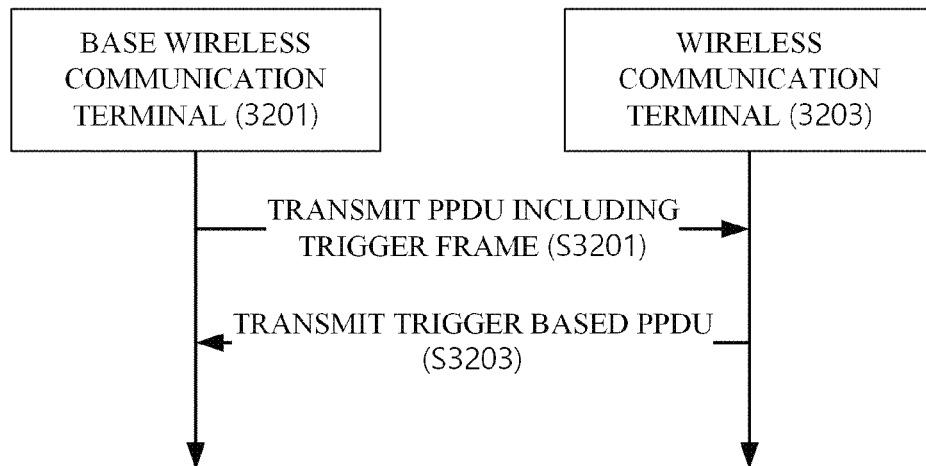 BASE WIRELESS
COMMUNICATION
TERMINAL (3201)
WIRELESS
COMMUNICATION
TERMINAL (3203)
TRANSMIT PPDU INCLUDING
TRIGGER FRAME (S3201)
TRANSMIT TRIGGER BASED PPDU
(S3203)